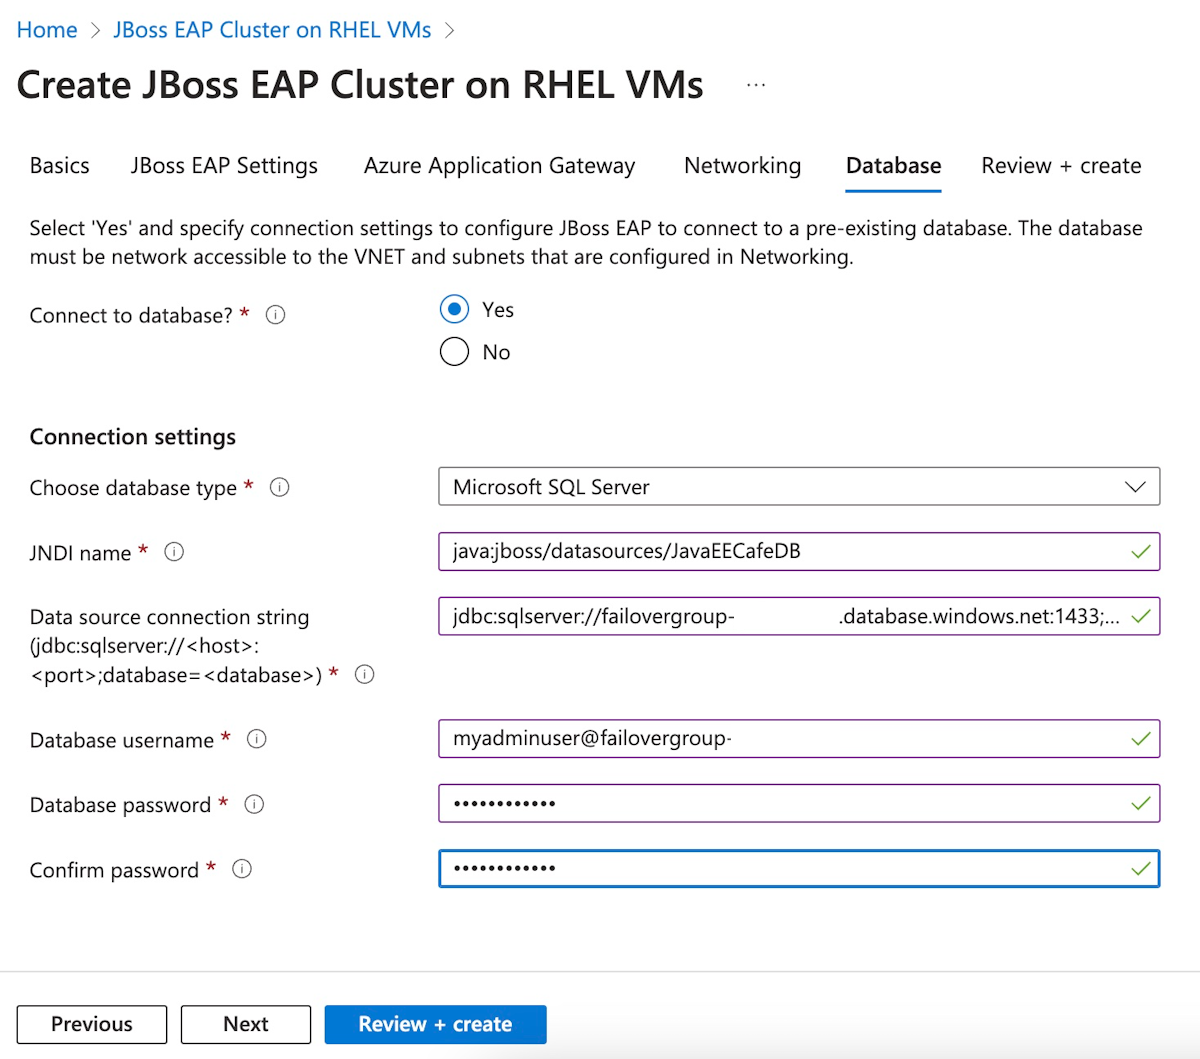 Home > JBoss EAP Cluster on RHEL VMs >
Create JBoss EAP Cluster on RHEL VMs ...
Basics JBoss EAP Settings Azure Application Gateway Networking Database Review + create
Select 'Yes' and specify connection settings to configure JBoss EAP to connect to a pre-existing database. The database
must be network accessible to the VNET and subnets that are configured in Networking.
Connect to database? *
Yes
No
Connection settings
Choose database type *
Microsoft SQL Server
JNDI name *
java:jboss/datasources/JavaEECafeDB
Data source connection string
(jdbc:sqlserver://<host>:
<port>;database=<database>) *
jdbc:sqlserver://failovergroup- .database.windows.net:1433;...
Database username *
myadminuser@failovergroup-
Database password *
••••••••••••
Confirm password *
••••••••••••
Previous Next Review + create